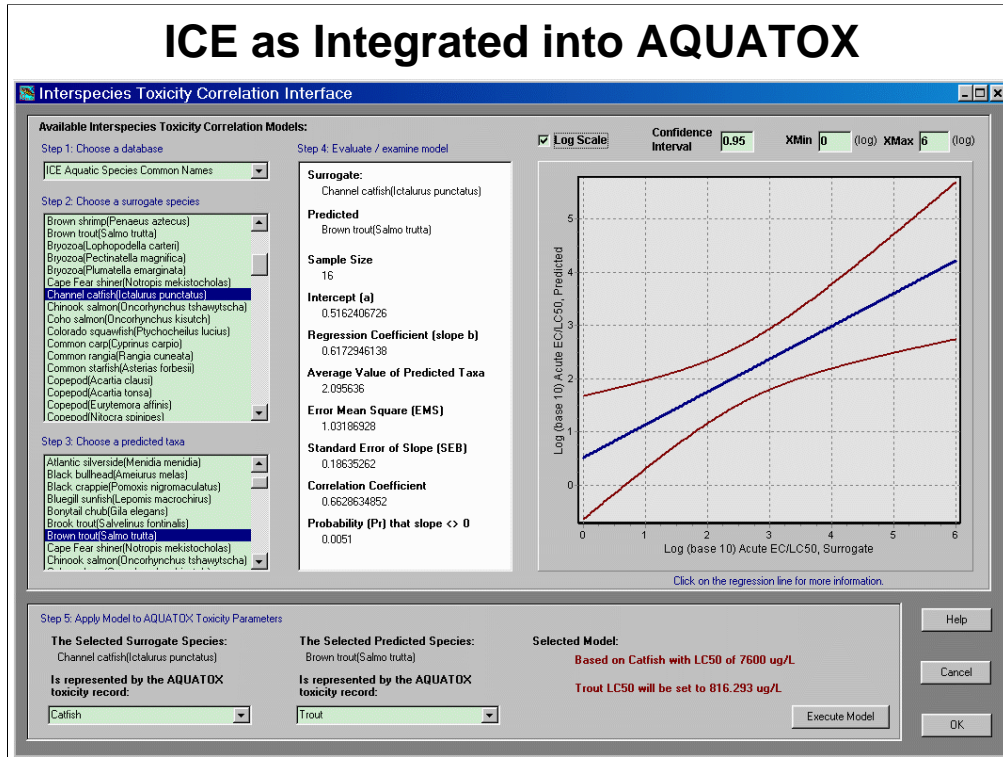 ICE as Integrated into AQUATOX
Interspecies Toxicity Correlation Interface
Available Interspecies Toxicity Correlation Models:
Step 1: Choose a database
ICE Aquatic Species Common Names
Step 2: Choose a surrogate species
Brown shrimp(Penaeus aztecus)
Brown trout(Salmo trutta)
Bryozoa(Lophopodella carteri)
Bryozoa(Pectinatella magnifica)
Bryozoa(Plumatella emarginata)
Cape Fear shiner(Notropis mekistocholas)
Channel catfish(Ictalurus punctatus)
Chinook salmon(Oncorhynchus tshawytscha)
Coho salmon(Oncorhynchus kisutch)
Colorado squawfish(Ptychocheilus lucius)
Common carp(Cyprinus carpio)
Common rangia(Rangia cuneata)
Common starfish(Asterias forbesii)
Copepod(Acartia clausi)
Copepod(Acartia tonsa)
Copepod(Eurytemora affinis)
Copepod(Nitocra spinipes)
Step 3: Choose a predicted taxa
Atlantic silverside(Menidia menidia)
Black bullhead(Ameiurus melas)
Black crappie(Pomoxis nigromaculatus)
Bluegill sunfish(Lepomis macrochirus)
Bonytail chub(Gila elegans)
Brook trout(Salvelinus fontinalis)
Brown trout(Salmo trutta)
Cape Fear shiner(Notropis mekistocholas)
Chinook salmon(Oncorhynchus tshawytscha)
Step 4: Evaluate / examine model
Surrogate:
Channel catfish(Ictalurus punctatus)
Predicted
Brown trout(Salmo trutta)
Sample Size
16
Intercept (a)
0.5162406726
Regression Coefficient (slope b)
0.6172946138
Average Value of Predicted Taxa
2.095636
Error Mean Square (EMS)
1.03186928
Standard Error of Slope (SEB)
0.18635262
Correlation Coefficient
0.6628634852
Probability (Pr) that slope <> 0
0.0051
Log Scale
Confidence Interval 0.95
XMin 0 (log) XMax 6 (log)
Log (base 10) Acute EC/LC50, Predicted
5
4
3
2
1
0
0 1 2 3 4 5 6
Log (base 10) Acute EC/LC50, Surrogate
Click on the regression line for more information.
Step 5: Apply Model to AQUATOX Toxicity Parameters
The Selected Surrogate Species:
Channel catfish(Ictalurus punctatus)
Is represented by the AQUATOX
toxicity record:
Catfish
The Selected Predicted Species:
Brown trout(Salmo trutta)
Is represented by the AQUATOX
toxicity record:
Trout
Selected Model:
Based on Catfish with LC50 of 7600 ug/L
Trout LC50 will be set to 816.293 ug/L
Execute Model
Help
Cancel
OK